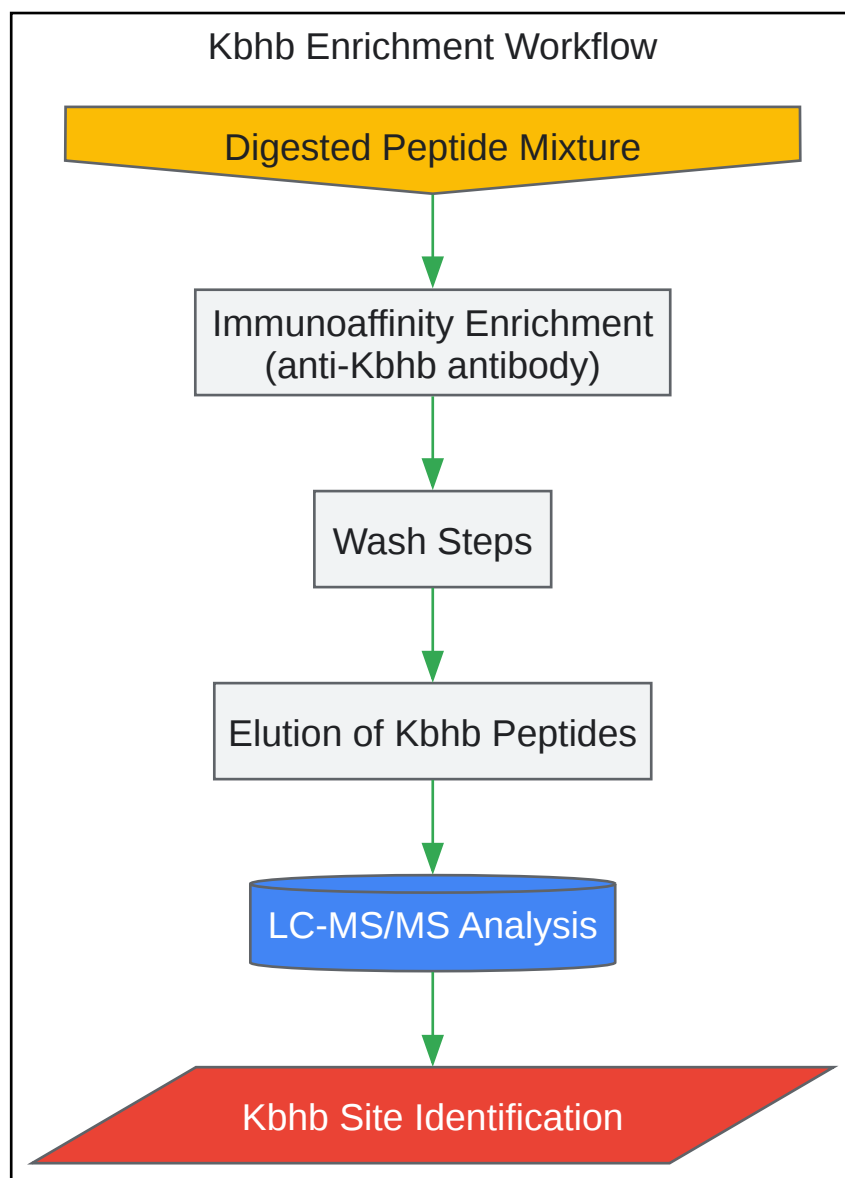 Kbhb Enrichment Workflow
Digested Peptide Mixture
Immunoaffinity Enrichment
(anti-Kbhb antibody)
Wash Steps
Elution of Kbhb Peptides
LC-MS/MS Analysis
Kbhb Site Identification